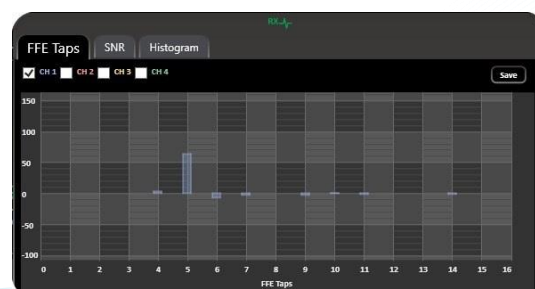 RX
FFE Taps SNR Histogram
CH 1 CH 2 CH 3 CH 4 Save
150
100
50
0
-50
-100
0 1 2 3 4 5 6 7 8 9 10 11 12 13 14 15 16
FFE Taps